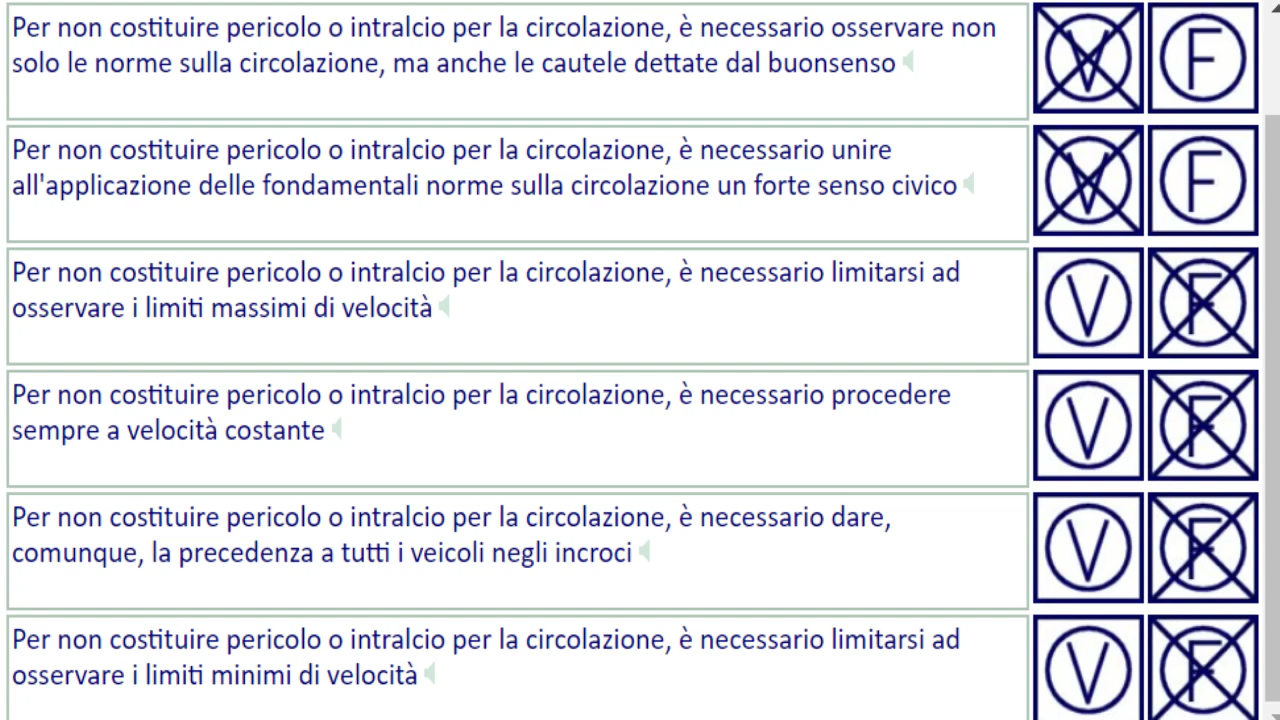 Per non costituire pericolo o intralcio per la circolazione, è necessario osservare non
solo le norme sulla circolazione, ma anche le cautele dettate dal buonsenso
V F
Per non costituire pericolo o intralcio per la circolazione, è necessario unire
all'applicazione delle fondamentali norme sulla circolazione un forte senso civico
V F
Per non costituire pericolo o intralcio per la circolazione, è necessario limitarsi ad
osservare i limiti massimi di velocità
V F
Per non costituire pericolo o intralcio per la circolazione, è necessario procedere
sempre a velocità costante
V F
Per non costituire pericolo o intralcio per la circolazione, è necessario dare,
comunque, la precedenza a tutti i veicoli negli incroci
V F
Per non costituire pericolo o intralcio per la circolazione, è necessario limitarsi ad
osservare i limiti minimi di velocità
V F